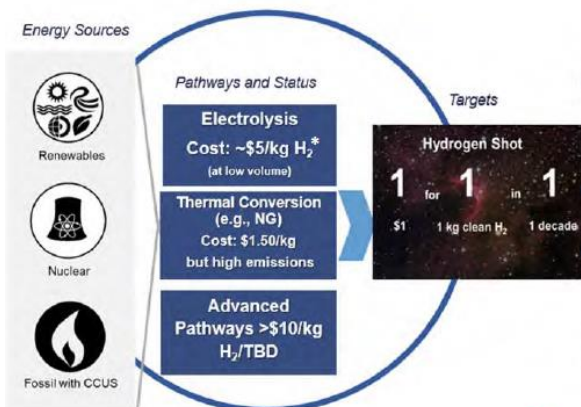 Energy Sources
Renewables
Nuclear
Fossil with CCUS
Pathways and Status
Electrolysis
Cost: ~$5/kg H₂*
(at low volume)
Thermal Conversion
(e.g., NG)
Cost: $1.50/kg
but high emissions
Advanced
Pathways >$10/kg
H₂/TBD
Targets
Hydrogen Shot
1 for 1 in 1
$1 1 kg clean H₂ 1 decade